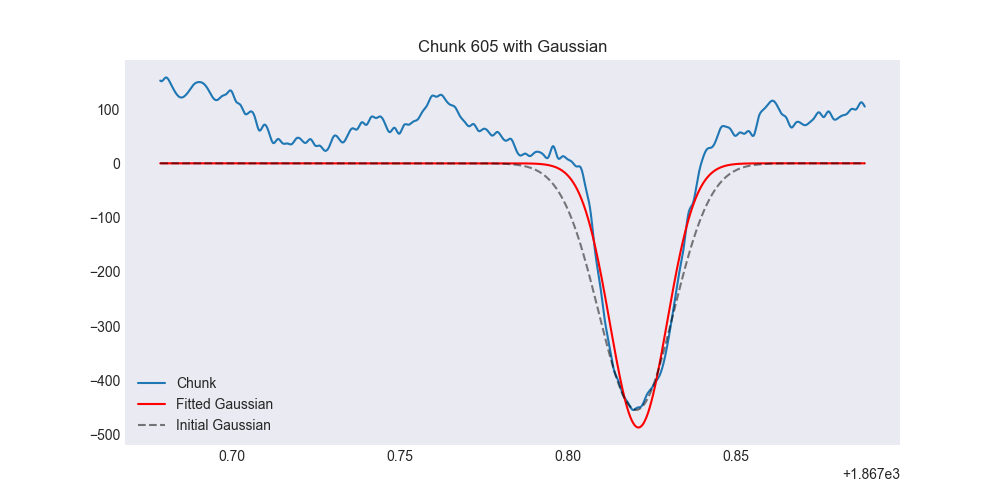 Chunk 605 with Gaussian
100
0
−100
−200
−300
−400
−500
Chunk
Fitted Gaussian
Initial Gaussian
0.70 0.75 0.80 0.85
+1.867e3